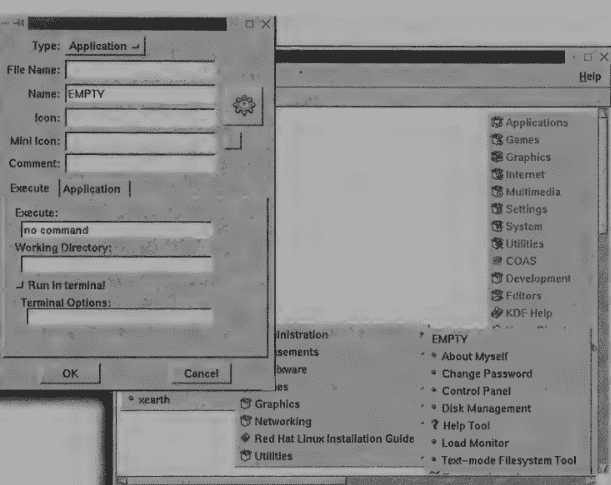 Type: Application
File Name:
Name: EMPTY
Icon:
Mini Icon:
Comment:
Execute Application
Execute:
no command
Working Directory:
Run in terminal
Terminal Options:
OK Cancel
Help
Applications
Games
Graphics
Internet
Multimedia
Settings
System
Utilities
COAS
Development
Editors
KDF Help
inistration
sements
Graphics
Networking
Red Hat Linux Installation Guide
Utilities
xearth
EMPTY
About Myself
Change Password
Control Panel
Disk Management
? Help Tool
Load Monitor
Text-mode Filesystem Tool